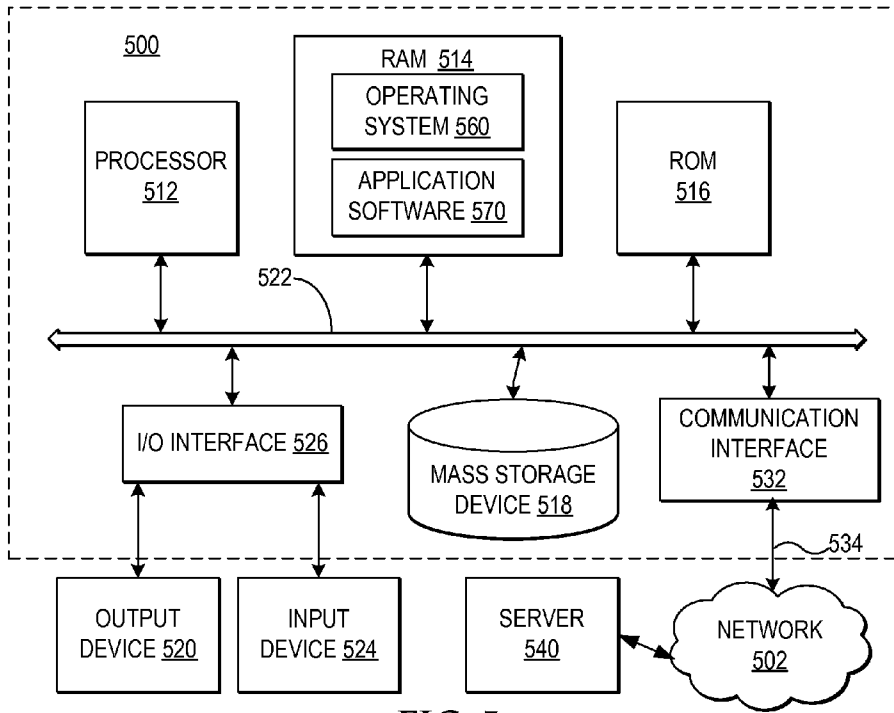 500
RAM 514
OPERATING
SYSTEM 560
APPLICATION
SOFTWARE 570
PROCESSOR
512
ROM
516
522
I/O INTERFACE 526
MASS STORAGE
DEVICE 518
COMMUNICATION
INTERFACE
532
534
OUTPUT
DEVICE 520
INPUT
DEVICE 524
SERVER
540
NETWORK
502